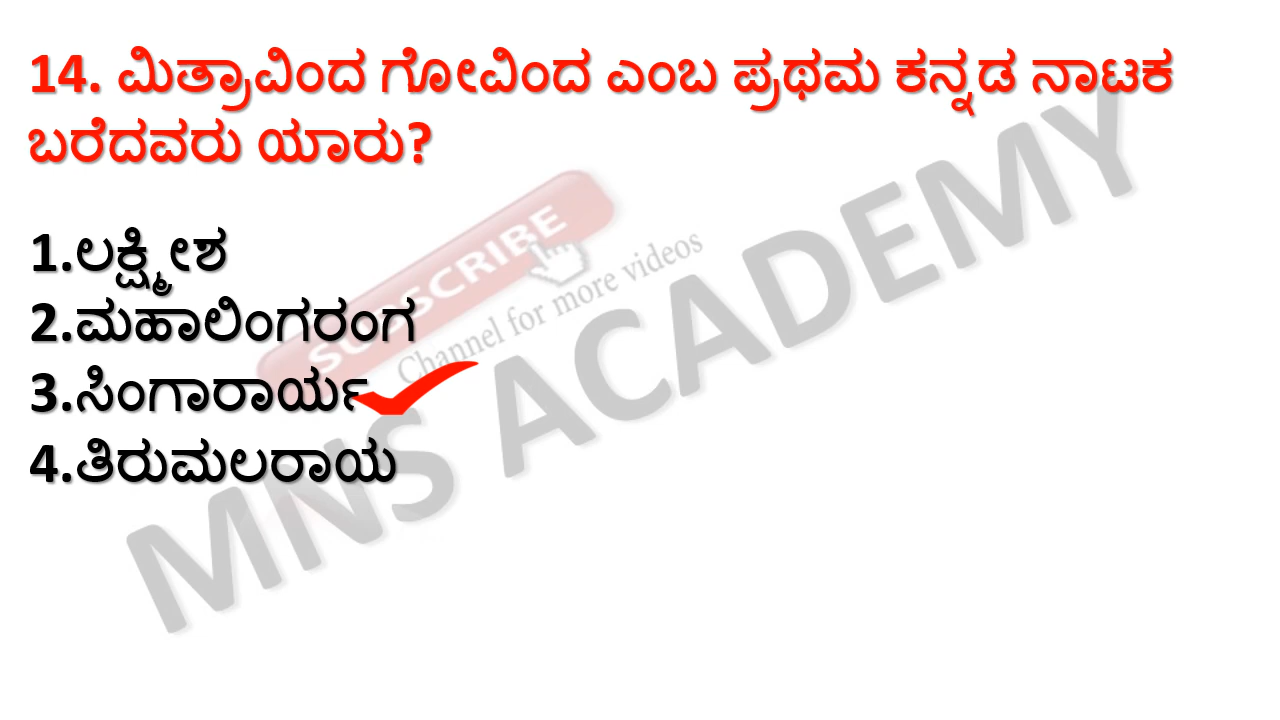 14. ಮಿತ್ರಾವಿಂದ ಗೋವಿಂದ ಎಂಬ ಪ್ರಥಮ ಕನ್ನಡ ನಾಟಕ
ಬರೆದವರು ಯಾರು?
1.ಲಕ್ಷ್ಮೀಶ
2.ಮಹಾಲಿಂಗರಂಗ
3.ಸಿಂಗಾರಾರ್ಯ
4.ತಿರುಮಲರಾಯ
SUBSCRIBE
Channel for more videos
MNS ACADEMY